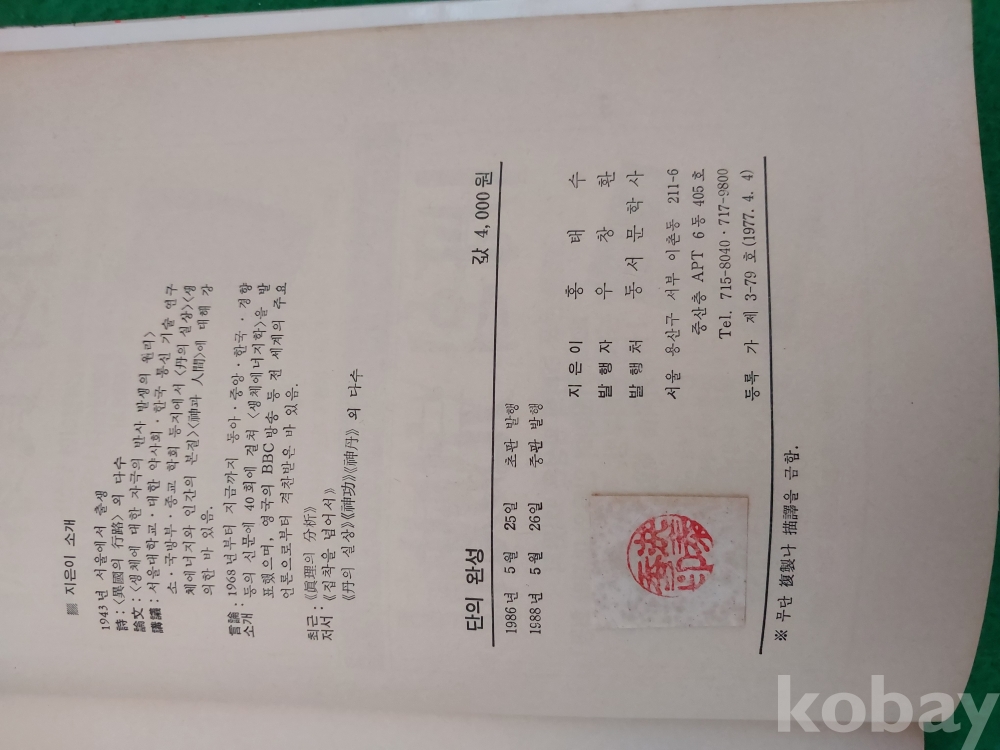 ▩ 지은이 소개
1943년 서울에서 출생
詩 : 〈異國의 行路〉 외 다수
論文 : 〈생체에 대한 자극의 반사 발생의 원리〉
講議 : 서울대학교·대한 약사회·한국 통신 기술 연구
소·국방부·종교 학회 등지에서 〈丹의 실상〉〈생
체에너지와 인간의 본질〉〈神과 人間〉에 대해 강
의한 바 있음.
言論 : 1968년부터 지금까지 동아·중앙·한국·경향
소개 등의 신문에 40회에 걸쳐 〈생체에너지학〉을 발
표했으며, 영국의 BBC방송 등 전 세계의 주요
언론으로부터 격찬받은 바 있음.
최근 : 《眞理의 分析》
저서 《집착을 넘어서》
《丹의 실상》《神功》《神丹》 외 다수
단의 완성 값 4,000원
1986년 5월 25일 초판 발행
1988년 5월 26일 중판 발행
지은이 홍태수
발행자 우창환
발행처 동서문학사
서울 용산구 서부 이촌동 211-6
중산층 APT 6동 405호
Tel. 715-8040·717-9800
등록 가 제 3-79 호(1977. 4. 4)
※ 무단 複製나 描譯을 금함.
kobay